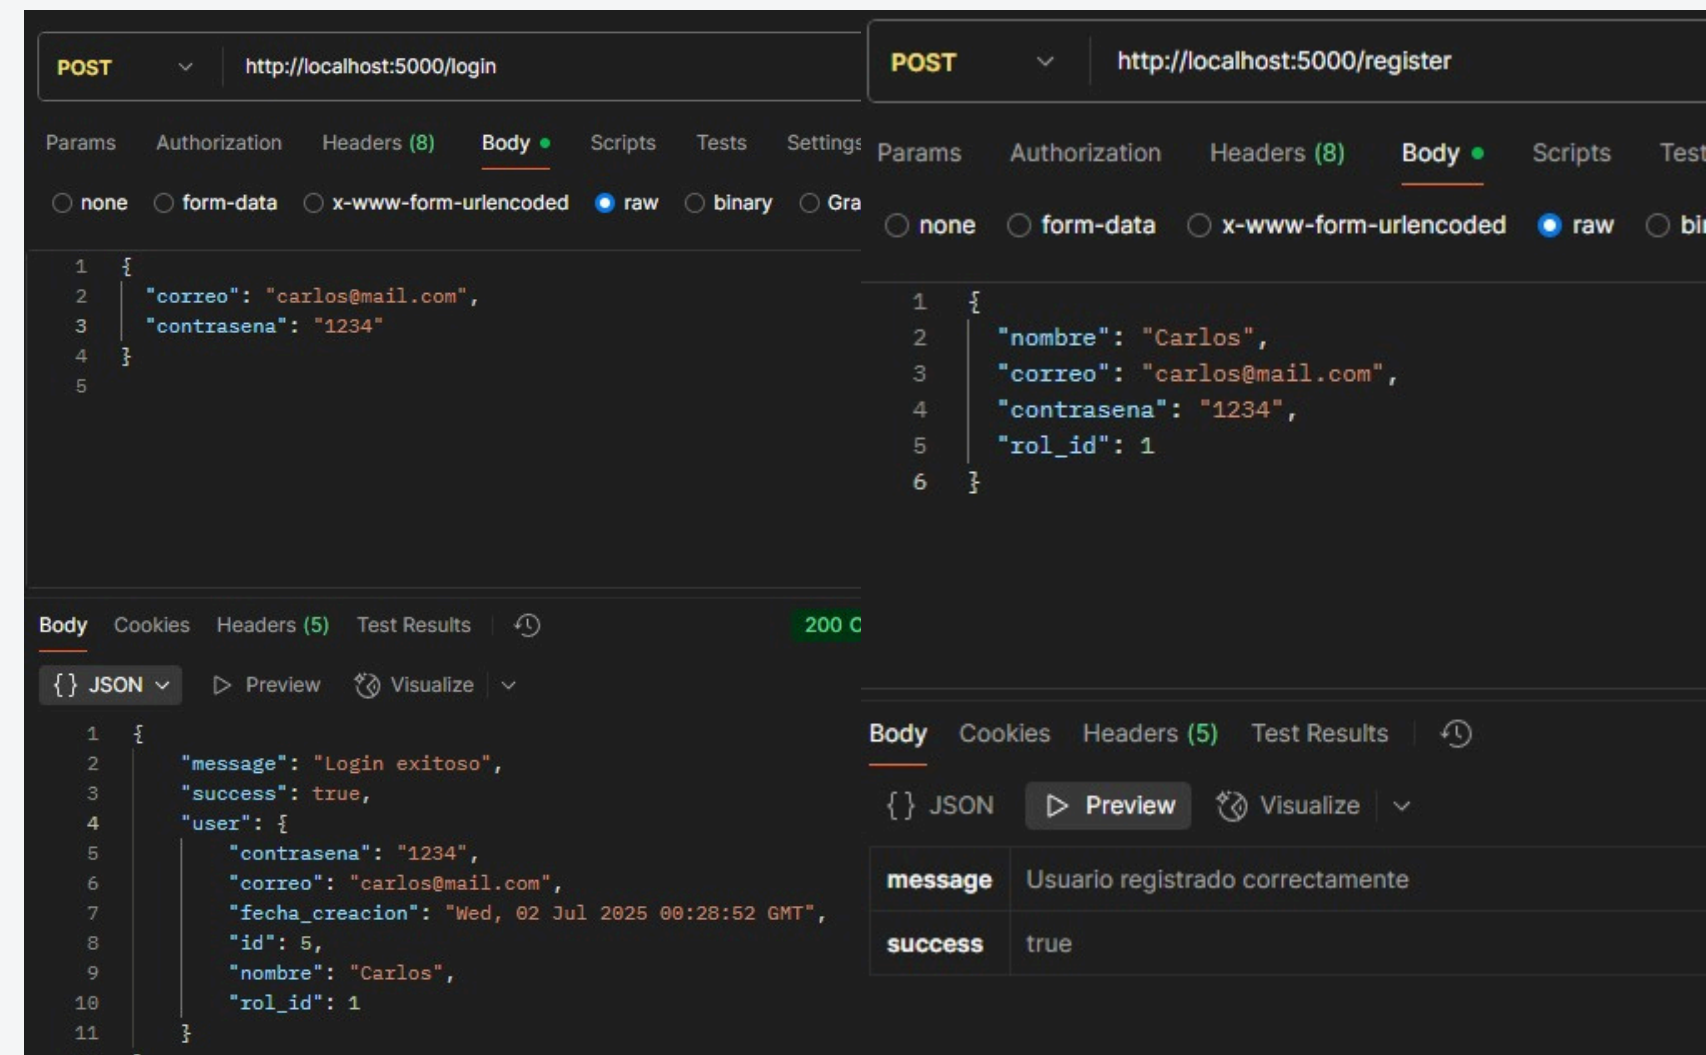 POST http://localhost:5000/login
Params Authorization Headers (8) Body Scripts Tests Settings
none form-data x-www-form-urlencoded raw binary Gra
1 {
2 "correo": "carlos@mail.com",
3 "contrasena": "1234"
4 }
5
Body Cookies Headers (5) Test Results 200 O
{} JSON Preview Visualize
1 {
2 "message": "Login exitoso",
3 "success": true,
4 "user": {
5 "contrasena": "1234",
6 "correo": "carlos@mail.com",
7 "fecha_creacion": "Wed, 02 Jul 2025 00:28:52 GMT",
8 "id": 5,
9 "nombre": "Carlos",
10 "rol_id": 1
11 }
POST http://localhost:5000/register
Params Authorization Headers (8) Body Scripts Test
none form-data x-www-form-urlencoded raw bin
1 {
2 "nombre": "Carlos",
3 "correo": "carlos@mail.com",
4 "contrasena": "1234",
5 "rol_id": 1
6 }
Body Cookies Headers (5) Test Results
{} JSON Preview Visualize
message Usuario registrado correctamente
success true